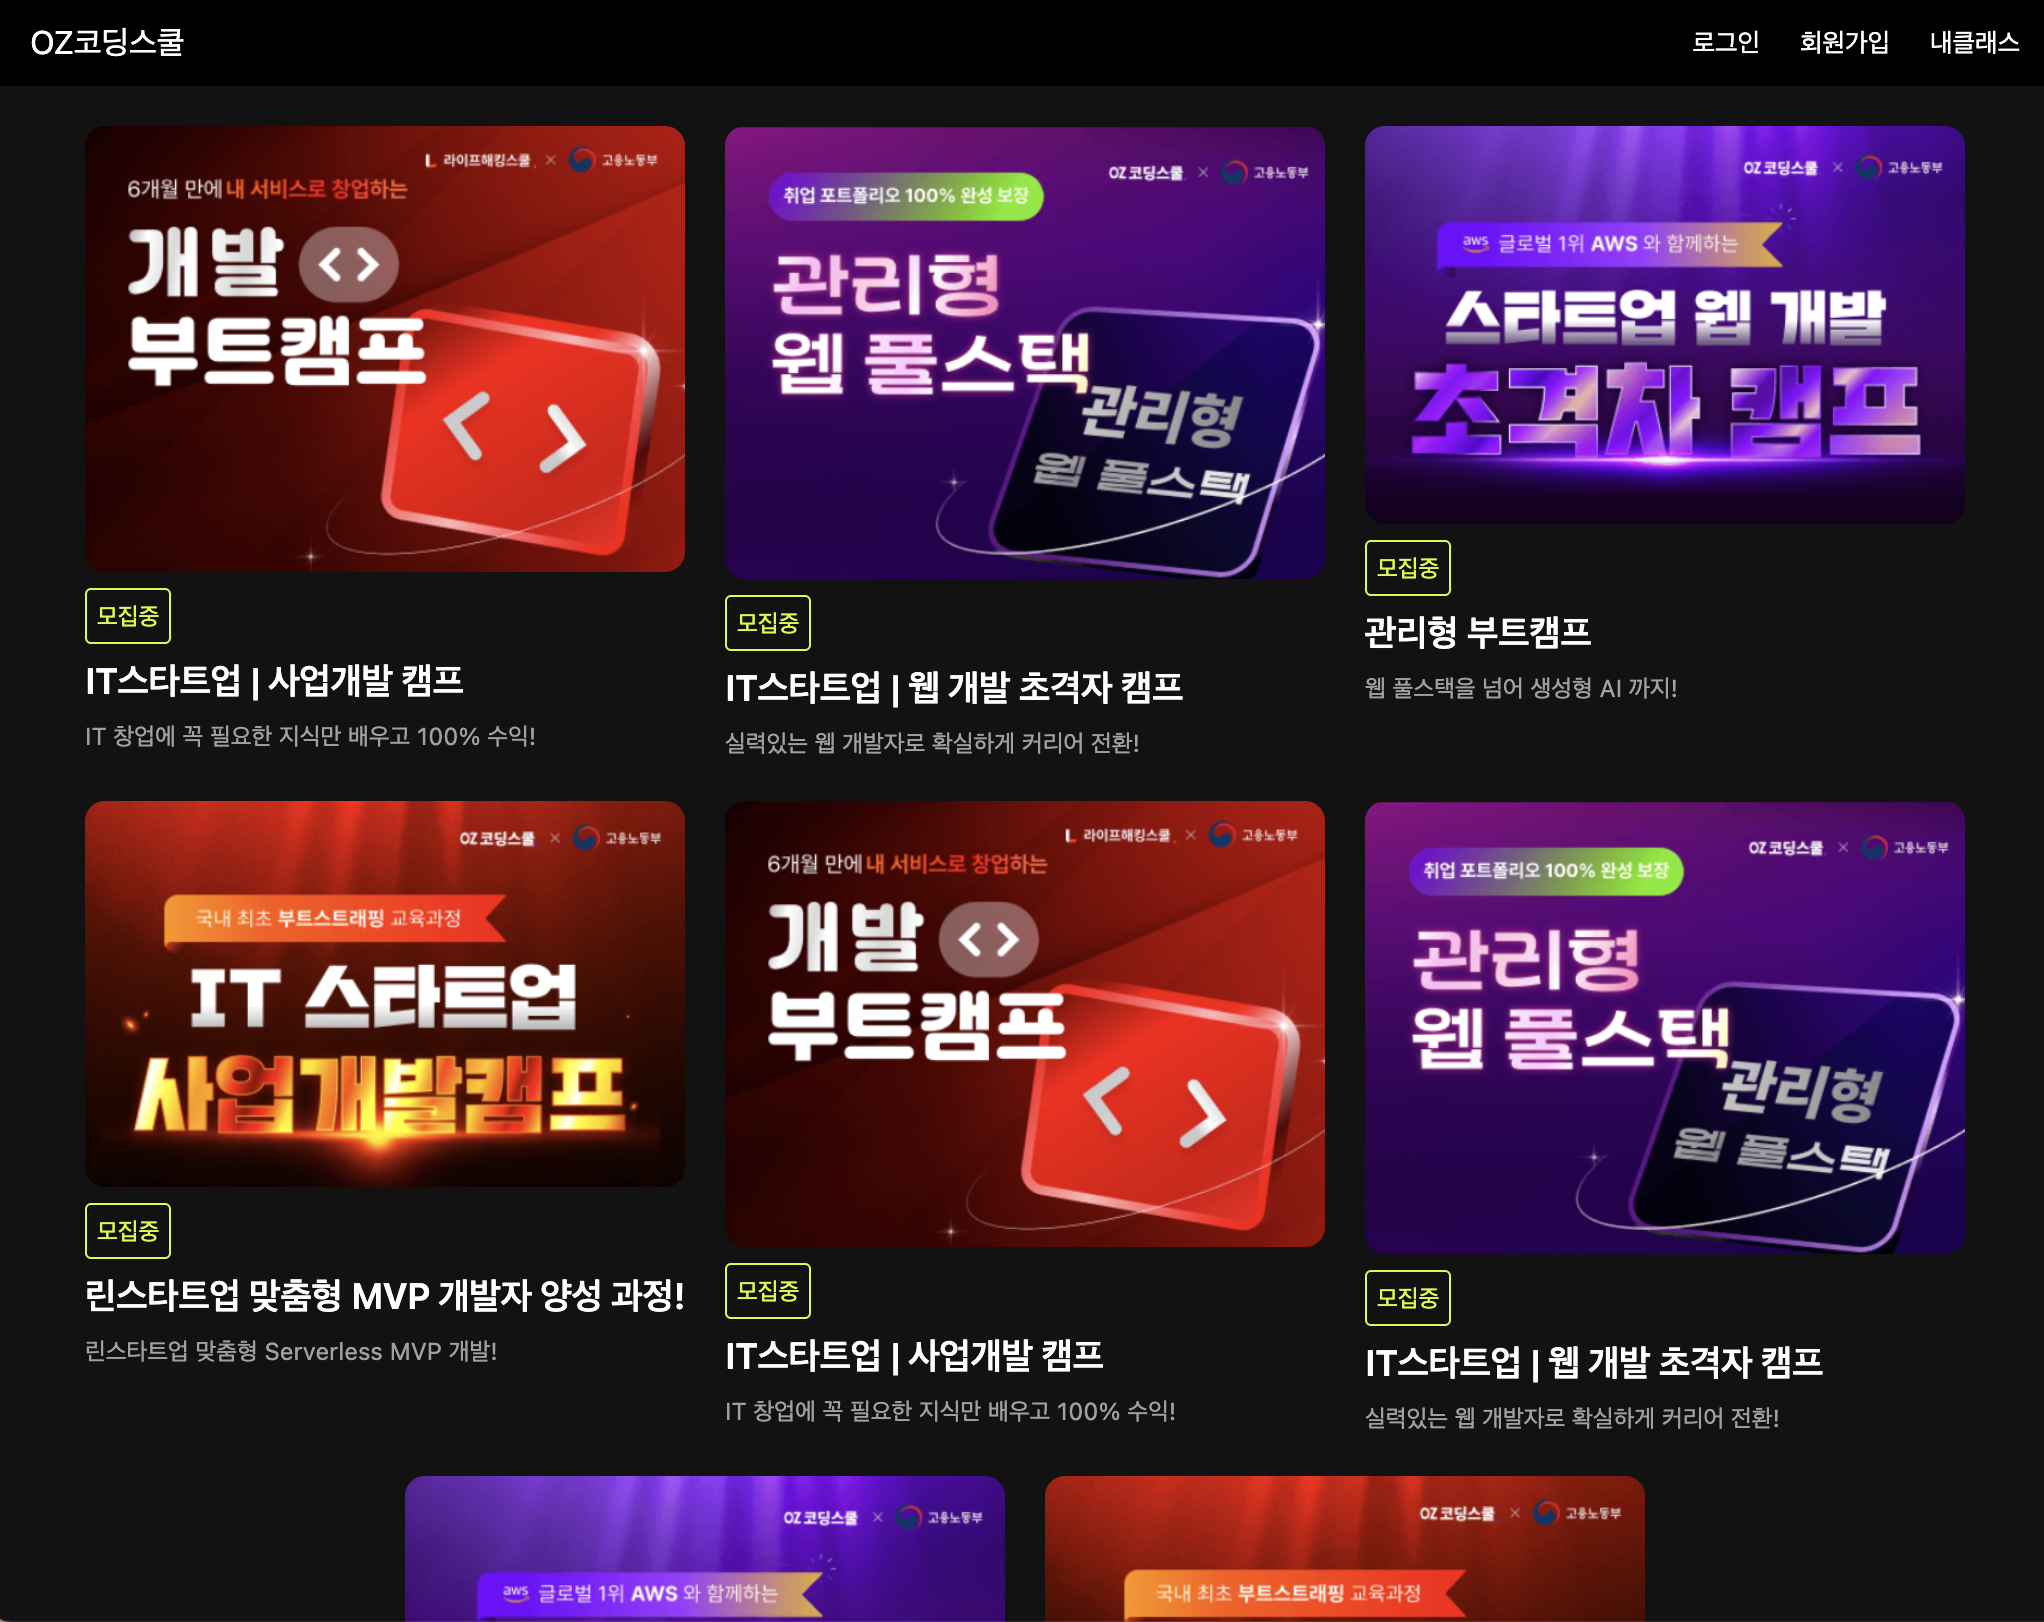 OZ코딩스쿨
로그인 회원가입 내클래스
L 라이프해킹스쿨 × 고용노동부
6개월 만에 내 서비스로 창업하는
개발 < >
부트캠프
< >
모집중
IT스타트업 | 사업개발 캠프
IT 창업에 꼭 필요한 지식만 배우고 100% 수익!
OZ코딩스쿨 × 고용노동부
취업 포트폴리오 100% 완성 보장
관리형
웹 풀스택
관리형
웹 풀스택
모집중
IT스타트업 | 웹 개발 초격자 캠프
실력있는 웹 개발자로 확실하게 커리어 전환!
OZ코딩스쿨 × 고용노동부
aws 글로벌 1위 AWS 와 함께하는
스타트업 웹 개발
초격차 캠프
모집중
관리형 부트캠프
웹 풀스택을 넘어 생성형 AI 까지!
OZ코딩스쿨 × 고용노동부
국내 최초 부트스트래핑 교육과정
IT 스타트업
사업개발캠프
모집중
린스타트업 맞춤형 MVP 개발자 양성 과정!
린스타트업 맞춤형 Serverless MVP 개발!
L 라이프해킹스쿨 × 고용노동부
6개월 만에 내 서비스로 창업하는
개발 < >
부트캠프
< >
모집중
IT스타트업 | 사업개발 캠프
IT 창업에 꼭 필요한 지식만 배우고 100% 수익!
OZ코딩스쿨 × 고용노동부
취업 포트폴리오 100% 완성 보장
관리형
웹 풀스택
관리형
웹 풀스택
모집중
IT스타트업 | 웹 개발 초격자 캠프
실력있는 웹 개발자로 확실하게 커리어 전환!
OZ코딩스쿨 × 고용노동부
aws 글로벌 1위 AWS 와 함께하는
OZ코딩스쿨 × 고용노동부
국내 최초 부트스트래핑 교육과정